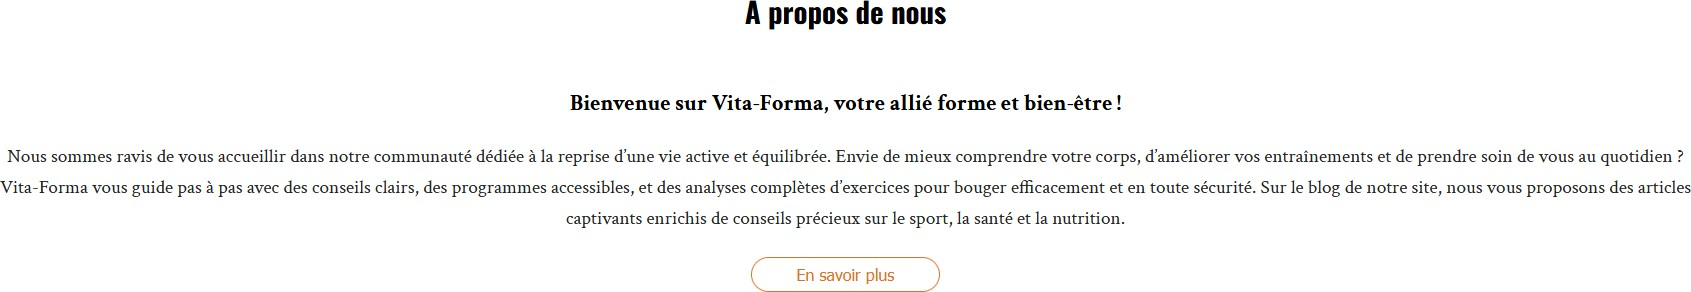 A propos de nous
Bienvenue sur Vita-Forma, votre allié forme et bien-être !
Nous sommes ravis de vous accueillir dans notre communauté dédiée à la reprise d’une vie active et équilibrée. Envie de mieux comprendre votre corps, d’améliorer vos entraînements et de prendre soin de vous au quotidien ?
Vita-Forma vous guide pas à pas avec des conseils clairs, des programmes accessibles, et des analyses complètes d’exercices pour bouger efficacement et en toute sécurité. Sur le blog de notre site, nous vous proposons des articles
captivants enrichis de conseils précieux sur le sport, la santé et la nutrition.
En savoir plus